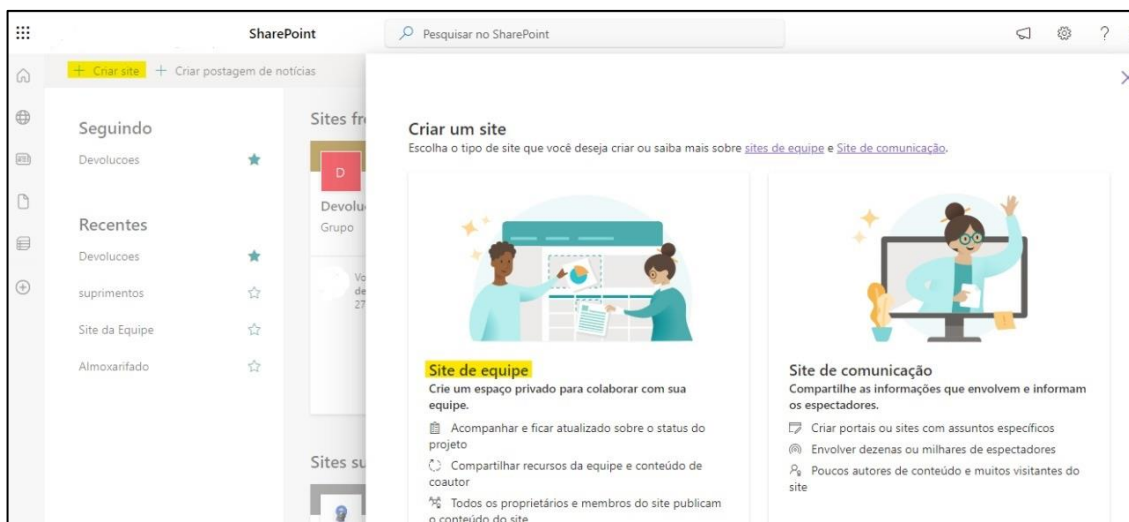 SharePoint
Pesquisar no SharePoint
?
+ Criar site + Criar postagem de notícias
Seguindo
Devolucoes
Recentes
Devolucoes
suprimentos
Site da Equipe
Almoxarifado
Sites fr
D
Devolu
Grupo
Vo
de
27
Sites su
Criar um site
Escolha o tipo de site que você deseja criar ou saiba mais sobre sites de equipe e Site de comunicação.
Site de equipe
Crie um espaço privado para colaborar com sua
equipe.
Acompanhar e ficar atualizado sobre o status do
projeto
Compartilhar recursos da equipe e conteúdo de
coautor
Todos os proprietários e membros do site publicam
o conteúdo do site
Site de comunicação
Compartilhe as informações que envolvem e informam
os espectadores.
Criar portais ou sites com assuntos específicos
Envolver dezenas ou milhares de espectadores
Poucos autores de conteúdo e muitos visitantes do
site